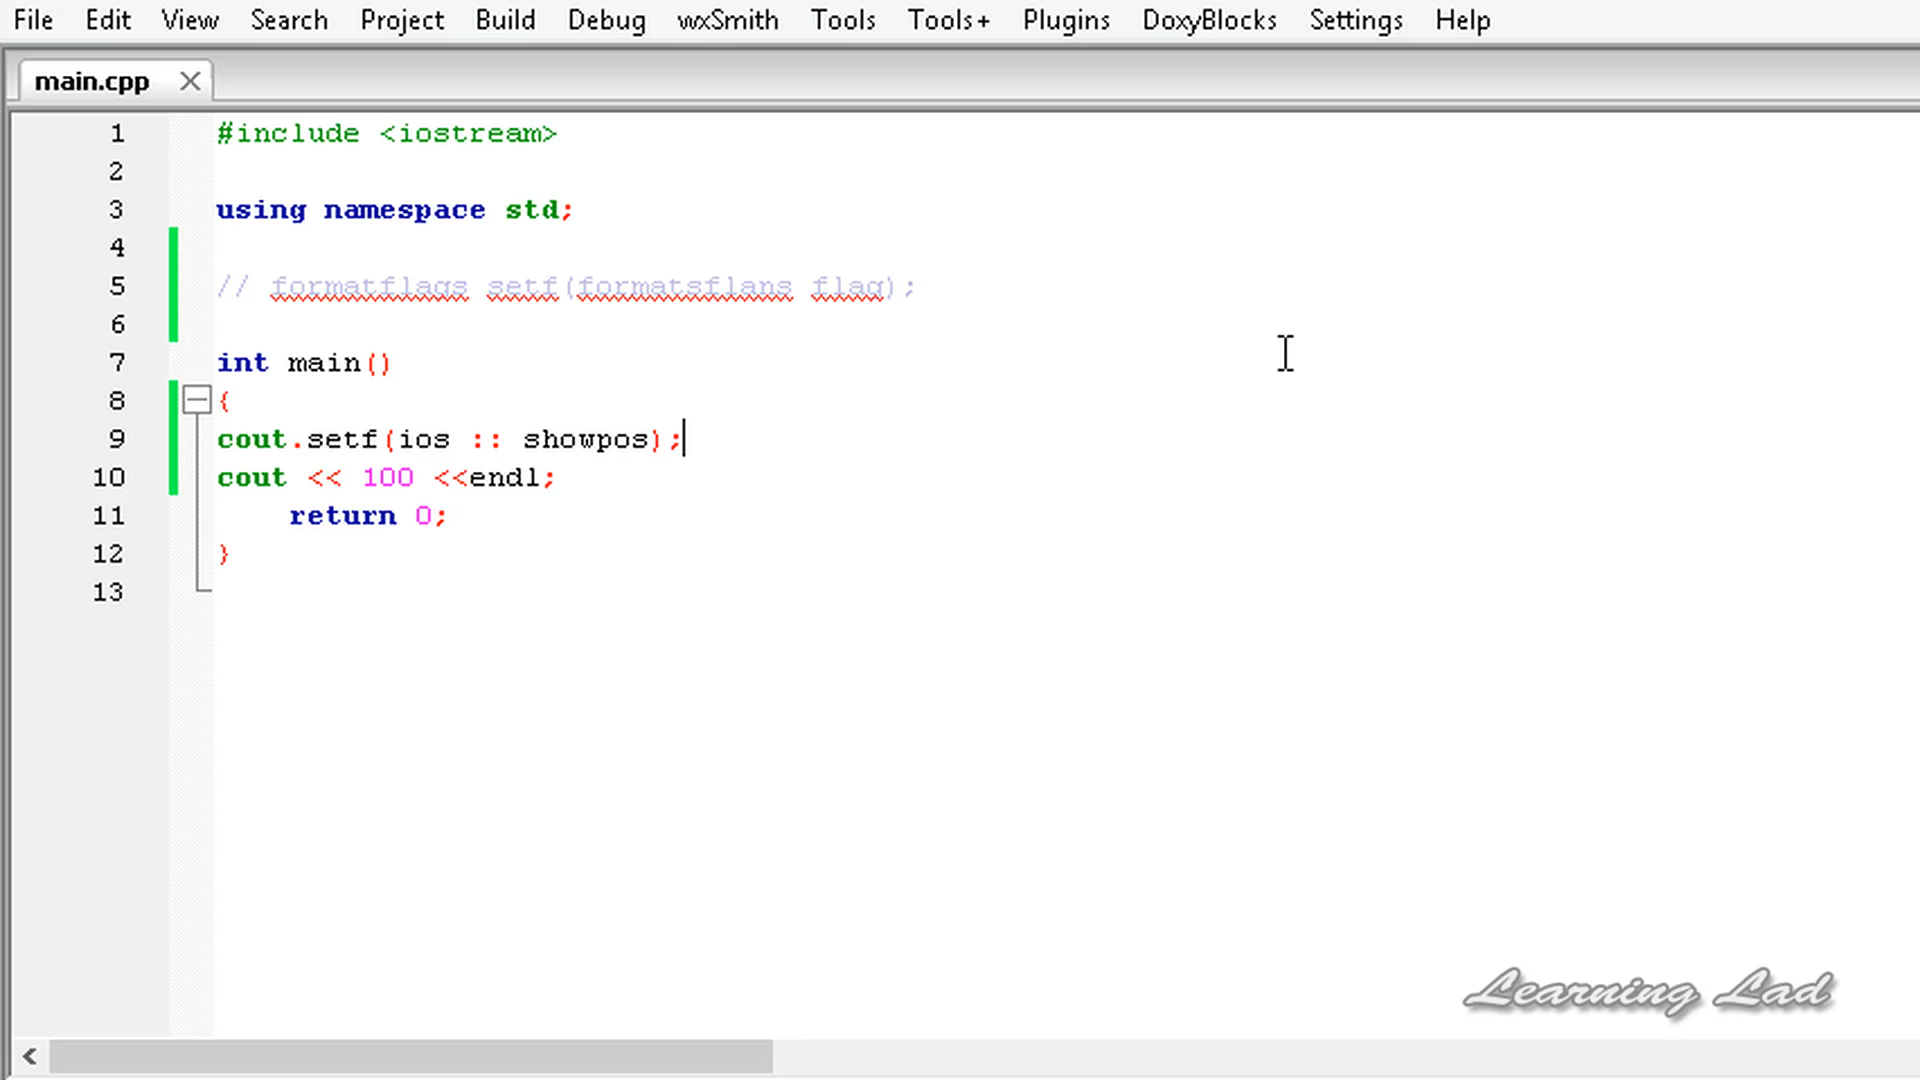 File Edit View Search Project Build Debug wxSmith Tools Tools+ Plugins DoxyBlocks Settings Help
main.cpp
1 #include <iostream>
2
3 using namespace std;
4
5 // formatflags setf(formatsflans flag);
6
7 int main()
8 {
9 cout.setf(ios :: showpos);
10 cout << 100 <<endl;
11 return 0;
12 }
13
Learning Lad